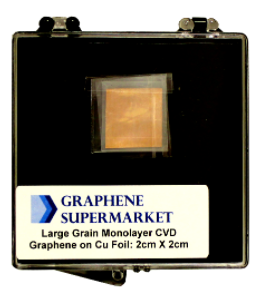 GRAPHENE
SUPERMARKET
Large Grain Monolayer CVD
Graphene on Cu Foil: 2cm X 2cm